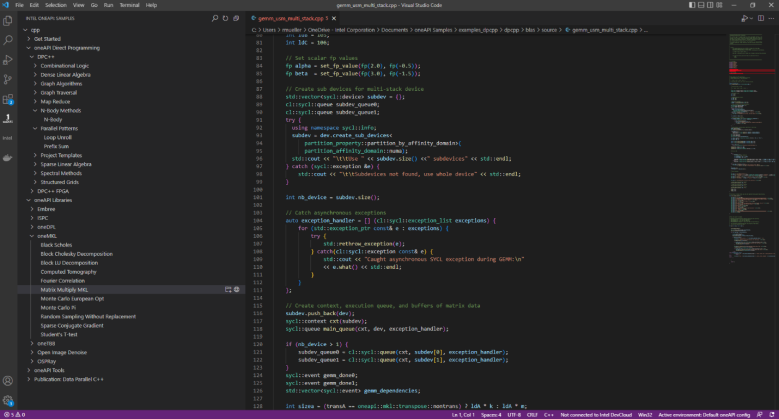 File Edit Selection View Go Run Terminal Help
gemm_usm_multi_stack.cpp - Visual Studio Code
INTEL ONEAPI SAMPLES
cpp
Get Started
oneAPI Direct Programming
DPC++
Combinational Logic
Dense Linear Algebra
Graph Algorithms
Graph Traversal
Map Reduce
N-Body Methods
N-Body
Parallel Patterns
Loop Unroll
Prefix Sum
Project Templates
Sparse Linear Algebra
Spectral Methods
Structured Grids
DPC++ FPGA
oneAPI Libraries
Embree
ISPC
oneDPL
oneMKL
Black Scholes
Block Cholesky Decomposition
Block LU Decomposition
Computed Tomography
Fourier Correlation
Matrix Multiply MKL
Monte Carlo European Opt
Monte Carlo Pi
Random Sampling Without Replacement
Sparse Conjugate Gradient
Student's T-test
oneTBB
Open Image Denoise
OSPRay
oneAPI Tools
Publication: Data Parallel C++
gemm_usm_multi_stack.cpp 5
C: > Users > rmueller > OneDrive - Intel Corporation > Documents > oneAPI Samples > examples_dpcpp > dpcpp > blas > source > gemm_usm_multi_stack.cpp > ...
81 int ldC = 106;
82
83 // Set scalar fp values
84 fp alpha = set_fp_value(fp(2.0), fp(-0.5));
85 fp beta = set_fp_value(fp(3.0), fp(-1.5));
86
87 // Create sub devices for multi-stack device
88 std::vector<sycl::device> subdev = {};
89 cl::sycl::queue subdev_queue0;
90 cl::sycl::queue subdev_queue1;
91 try {
92 using namespace sycl::info;
93 subdev = dev.create_sub_devices<
94 partition_property::partition_by_affinity_domain>(
95 partition_affinity_domain::numa);
96 std::cout << "\t\tUse " << subdev.size() <<" subdevices" << std::endl;
97 } catch (sycl::exception &e) {
98 std::cout << "\t\tSubdevices not found, use whole device" << std::endl;
99 }
100
101 int nb_device = subdev.size();
102
103 // Catch asynchronous exceptions
104 auto exception_handler = [] (cl::sycl::exception_list exceptions) {
105 for (std::exception_ptr const& e : exceptions) {
106 try {
107 std::rethrow_exception(e);
108 } catch(cl::sycl::exception const& e) {
109 std::cout << "Caught asynchronous SYCL exception during GEMM:\n"
110 << e.what() << std::endl;
111 }
112 }
113 };
114
115 // Create context, execution queue, and buffers of matrix data
116 subdev.push_back(dev);
117 sycl::context cxt(subdev);
118 sycl::queue main_queue(cxt, dev, exception_handler);
119
120 if (nb_device > 1) {
121 subdev_queue0 = cl::sycl::queue(cxt, subdev[0], exception_handler);
122 subdev_queue1 = cl::sycl::queue(cxt, subdev[1], exception_handler);
123 }
124 sycl::event gemm_done0;
125 sycl::event gemm_done1;
126 std::vector<sycl::event> gemm_dependencies;
127
128 int sizea = (transA == oneapi::mkl::transpose::nontrans) ? ldA * k : ldA * m;
5 0
Ln 1, Col 1 Spaces: 4 UTF-8 CRLF C++ Not connected to Intel DevCloud Win32 Active environment: Default oneAPI config